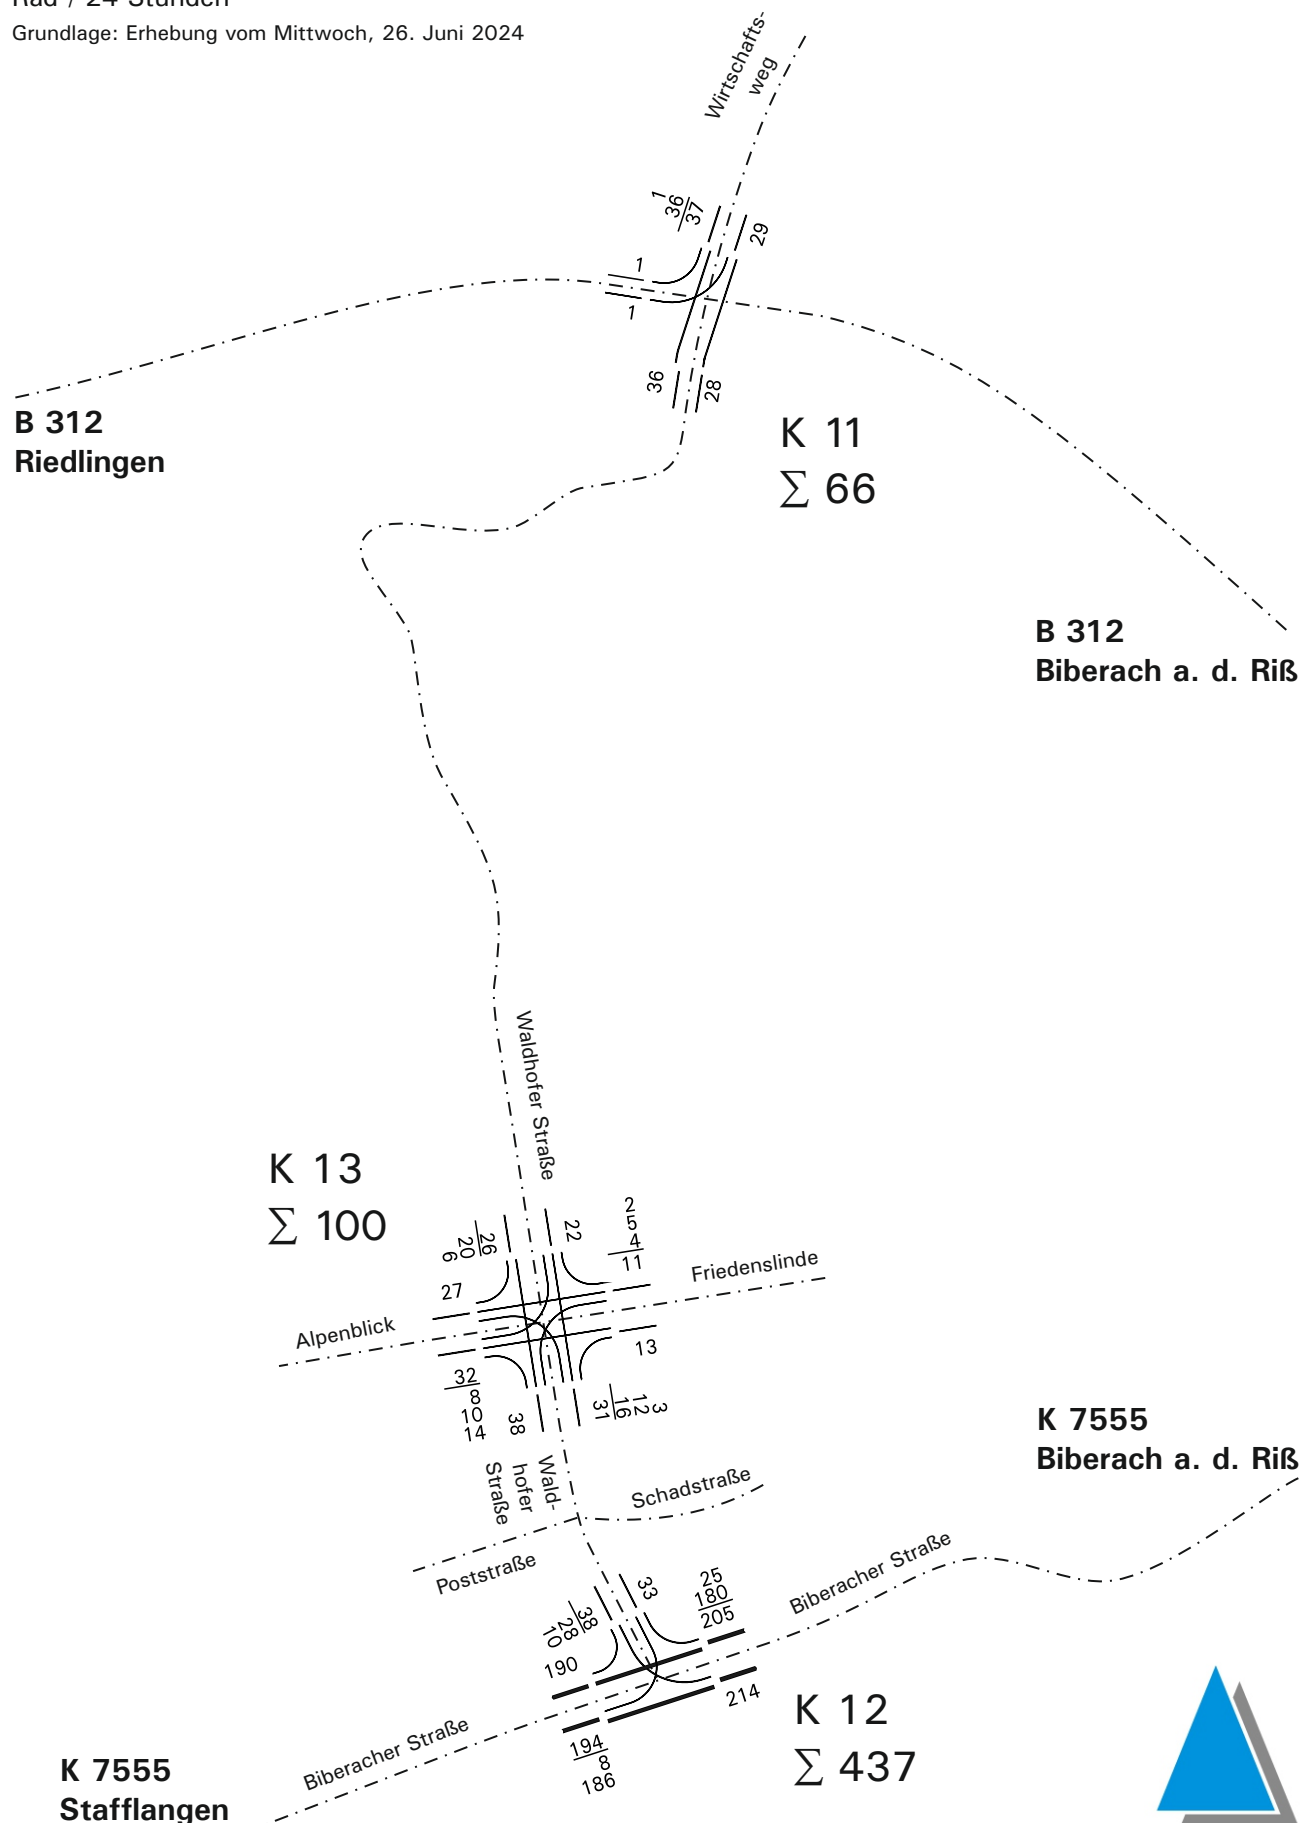 Rad / 24 Stunden
Grundlage: Erhebung vom Mittwoch, 26. Juni 2024
Wirtschafts-
weg
1
36
37
29
1
1
36
28
B 312
Riedlingen
K 11
∑ 66
B 312
Biberach a. d. Riß
Waldhofer Straße
K 13
∑ 100
6
20
26
22
2
5
4
11
27
Friedenslinde
Alpenblick
13
32
8
10
14
38
31
16
12
3
Wald-
hofer
Straße
K 7555
Biberach a. d. Riß
Schadstraße
Poststraße
Biberacher Straße
10
28
38
33
25
180
205
190
214
K 12
∑ 437
194
8
186
Biberacher Straße
K 7555
Stafflangen